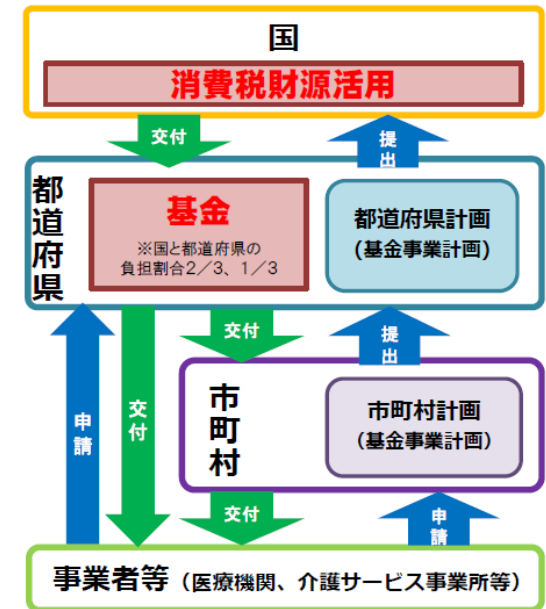 国
消費税財源活用
交付
提出
都道府県
基金
※国と都道府県の
負担割合2／3、1／3
都道府県計画
(基金事業計画)
申請
交付
交付
提出
市町村
市町村計画
（基金事業計画）
交付
申請
事業者等（医療機関、介護サービス事業所等）